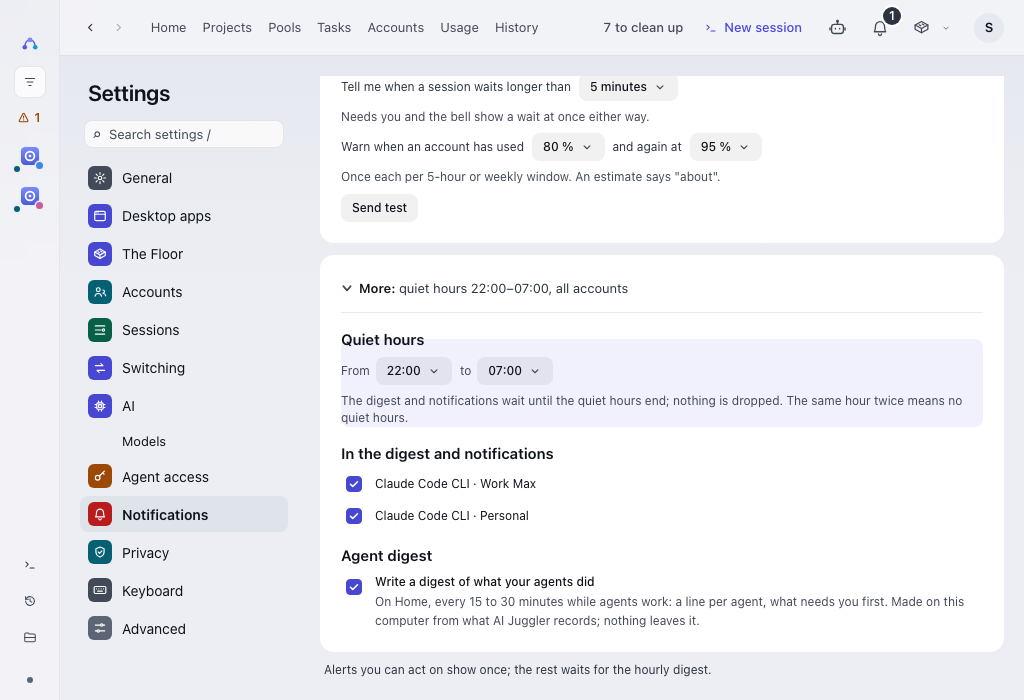 Home Projects Pools Tasks Accounts Usage History 7 to clean up New session 1 S
1
Settings
Search settings /
General
Desktop apps
The Floor
Accounts
Sessions
Switching
AI
Models
Agent access
Notifications
Privacy
Keyboard
Advanced
Tell me when a session waits longer than 5 minutes
Needs you and the bell show a wait at once either way.
Warn when an account has used 80 % and again at 95 %
Once each per 5-hour or weekly window. An estimate says "about".
Send test
More: quiet hours 22:00–07:00, all accounts
Quiet hours
From 22:00 to 07:00
The digest and notifications wait until the quiet hours end; nothing is dropped. The same hour twice means no
quiet hours.
In the digest and notifications
Claude Code CLI · Work Max
Claude Code CLI · Personal
Agent digest
Write a digest of what your agents did
On Home, every 15 to 30 minutes while agents work: a line per agent, what needs you first. Made on this
computer from what AI Juggler records; nothing leaves it.
Alerts you can act on show once; the rest waits for the hourly digest.